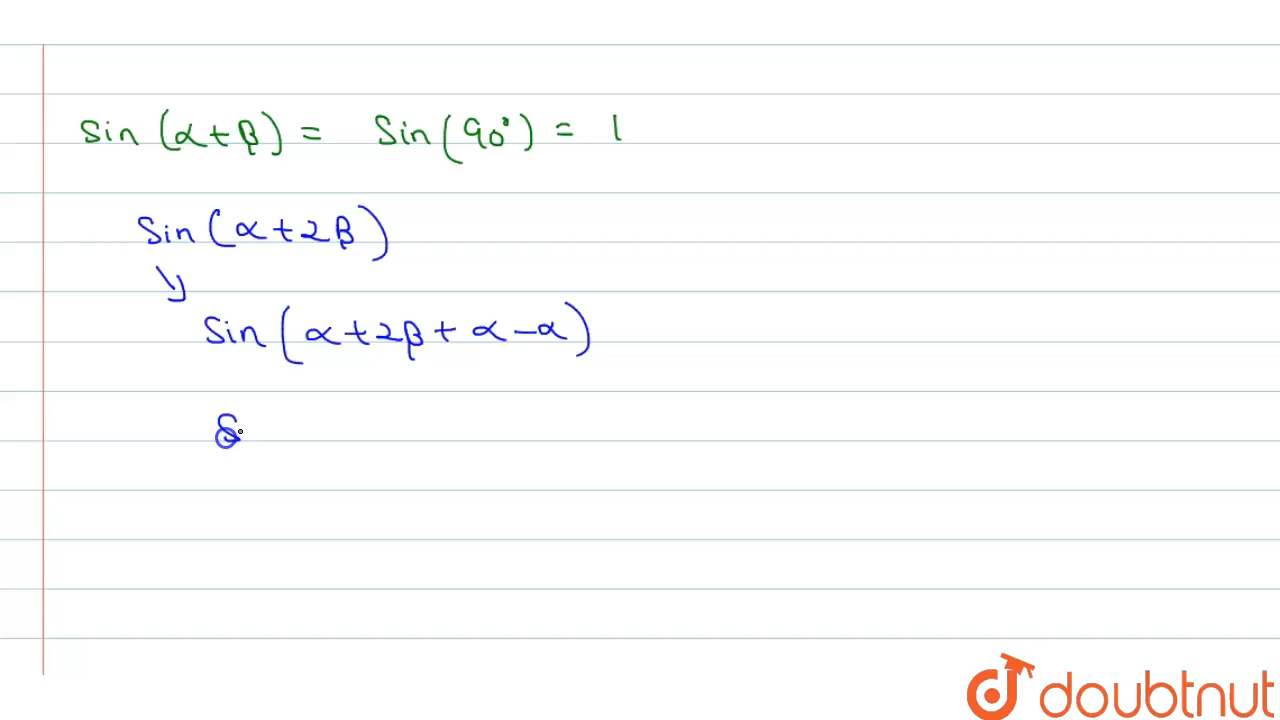 Sin (α+β) = Sin(90°) = 1
Sin (α+2β)
Sin (α+2β+α-α)
S
doubtnut